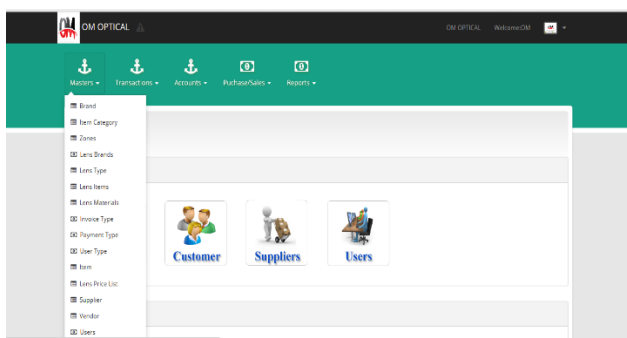 OM OPTICAL
OM OPTICAL Welcome:Old
Masters Transactions Accounts Puchase/Sales Reports
Brand
Item Category
Zones
Lens Brands
Lens Type
Lens Items
Lens Materials
Invoice Type
Payment Type
User Type
Item
Lens Price List
Supplier
Vendor
Users
Customer Suppliers Users